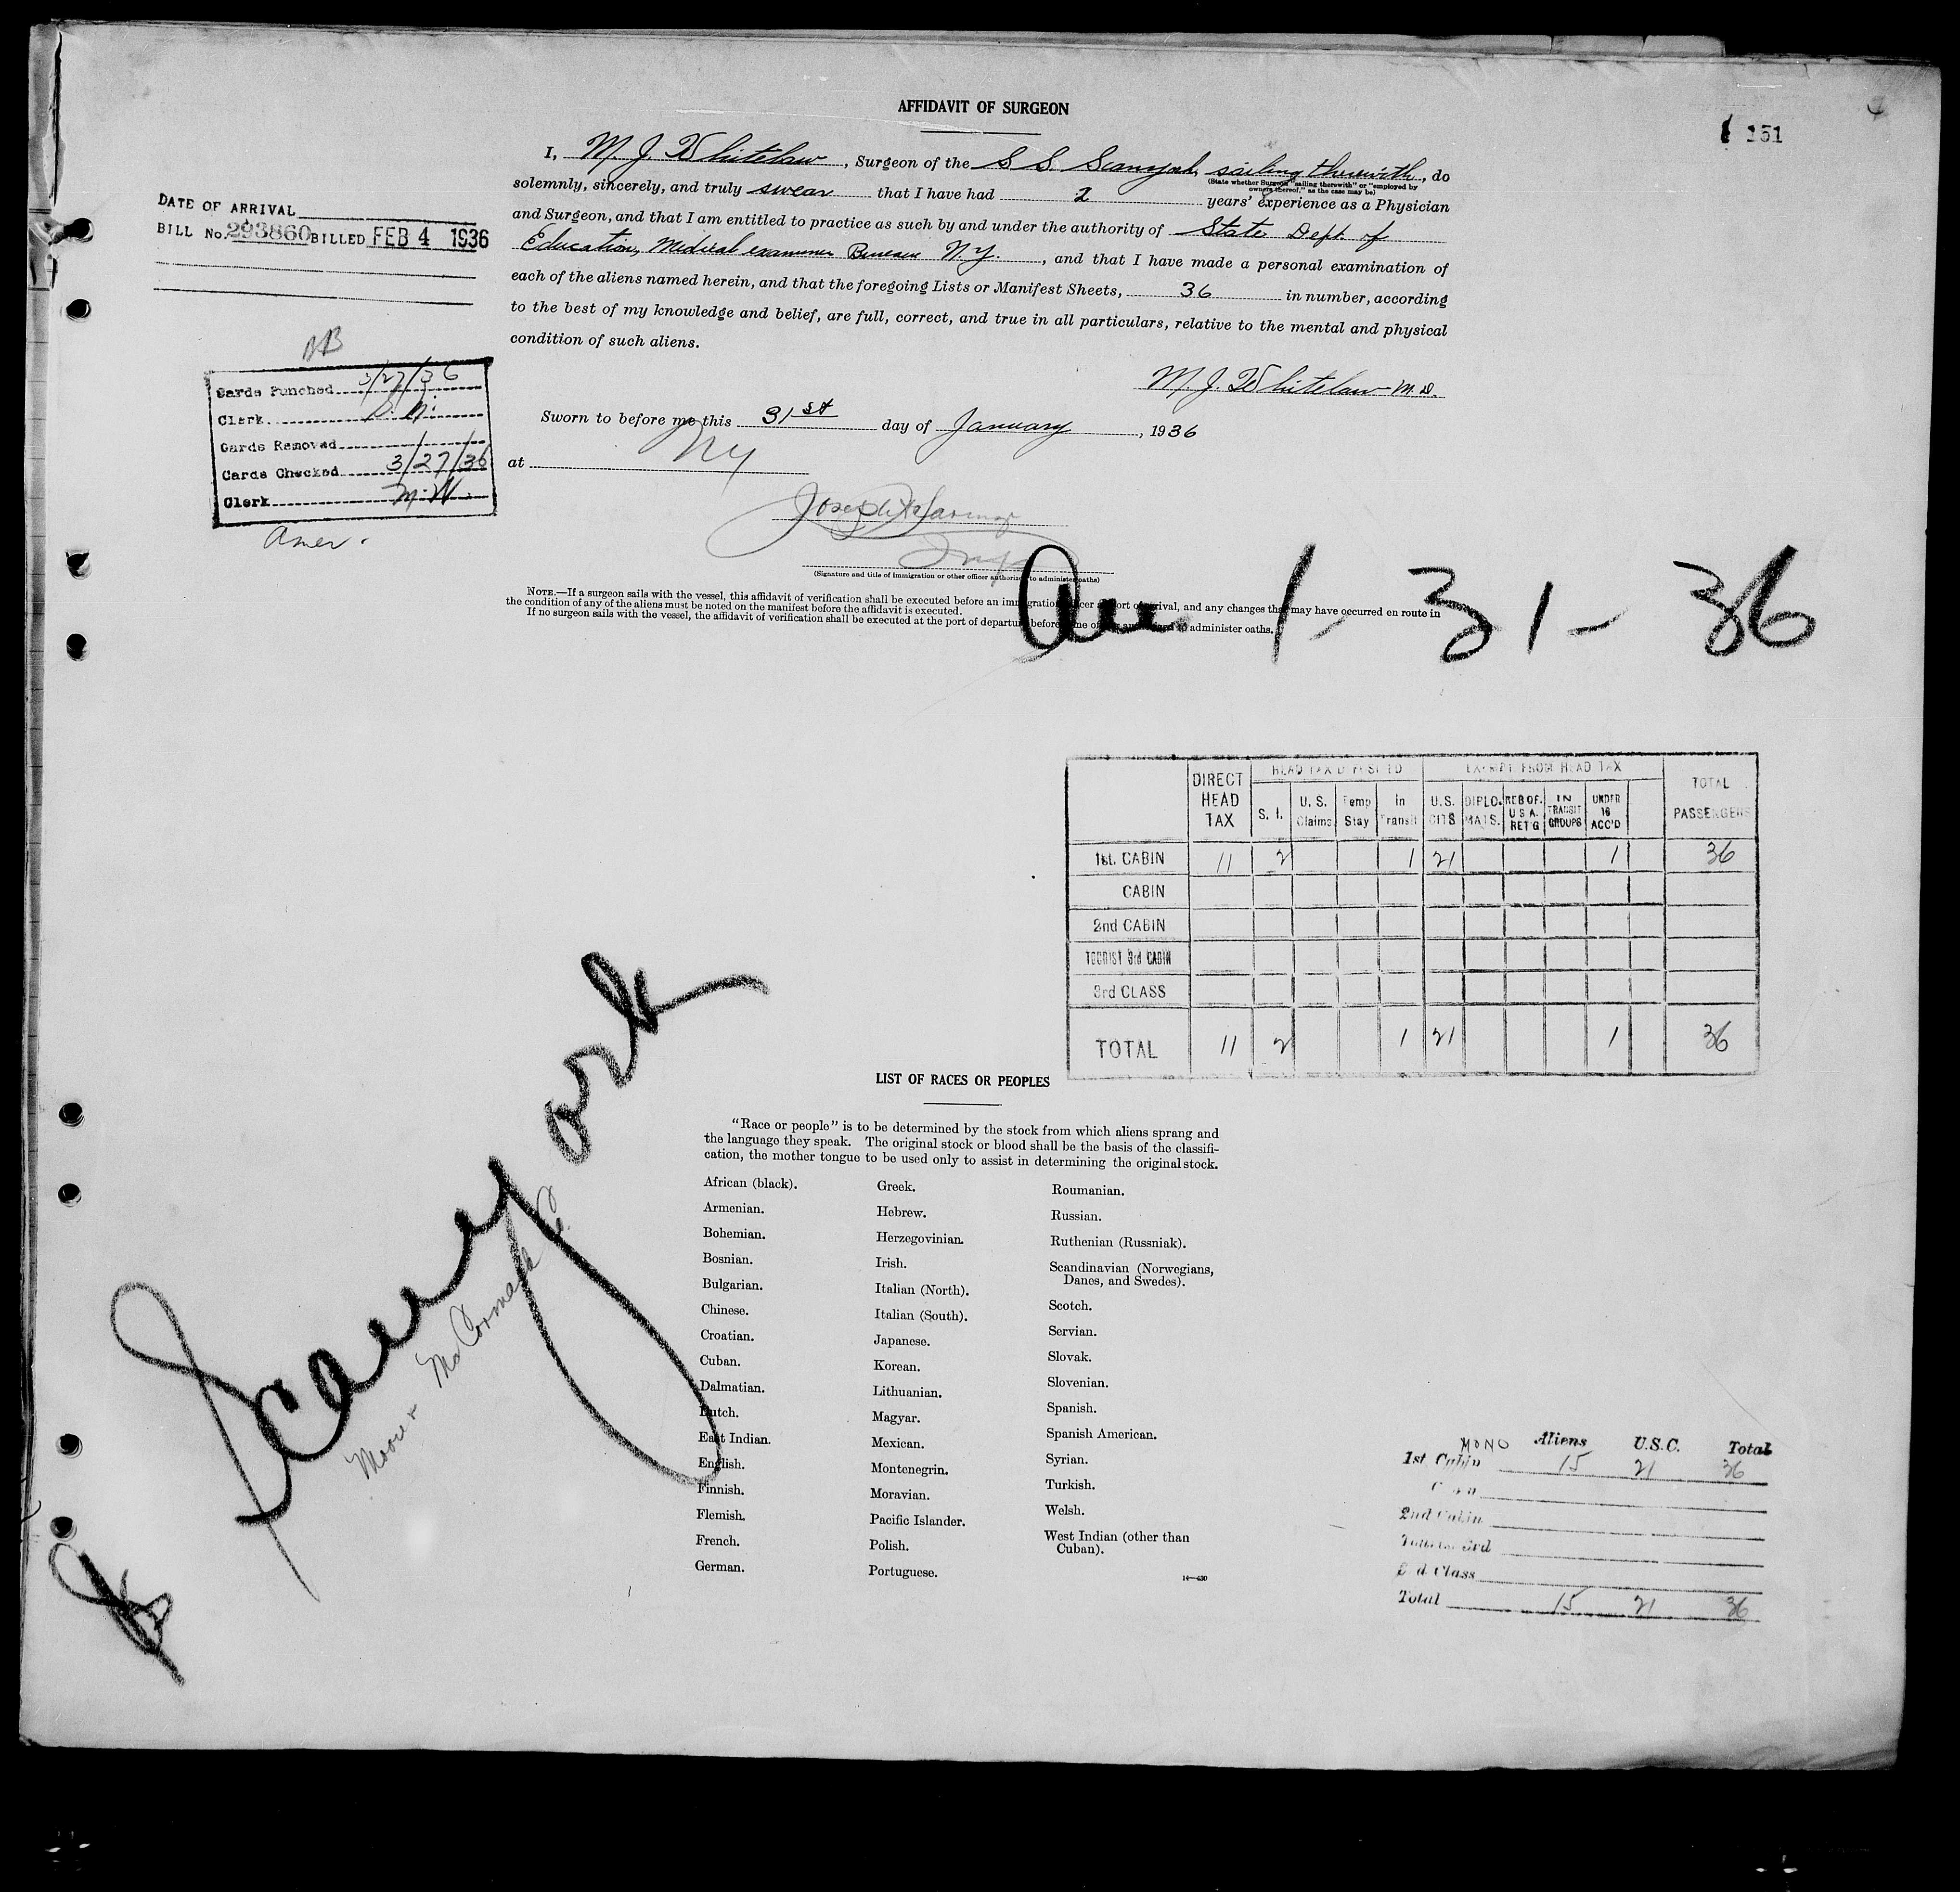 AFFIDAVIT OF SURGEON
151
I, M. J. Whitelaw, Surgeon of the S S. Scanyork, sailing therewith, do
(State whether Surgeon "sailing therewith" or "employed by
owners thereof," as the case may be)
solemnly, sincerely, and truly swear that I have had 2 years' experience as a Physician
and Surgeon, and that I am entitled to practice as such by and under the authority of State Dept. of
Education, Medical examiner N. Y., and that I have made a personal examination of
each of the aliens named herein, and that the foregoing Lists or Manifest Sheets, 36 in number, according
to the best of my knowledge and belief, are full, correct, and true in all particulars, relative to the mental and physical
condition of such aliens.
M. J. Whitelaw M. D.
Sworn to before me this 31st day of January, 1936
at NY
Joseph
Insp
(Signature and title of immigration or other officer authorized to administer oaths)
NOTE.—If a surgeon sails with the vessel, this affidavit of verification shall be executed before an immigration officer at port of arrival, and any changes that may have occurred en route in
the condition of any of the aliens must be noted on the manifest before the affidavit is executed.
If no surgeon sails with the vessel, the affidavit of verification shall be executed at the port of departure before administer oaths.
DATE OF ARRIVAL
BILL No. 293860 BILLED FEB 4 1936
Cards Punched 3/27/36
Clerk
Cards Removed
Cards Checked 3/27/36
Clerk M. W.
Amer.
Arr. 1-31-36
DIRECT HEAD TAX
HEAD TAX DEPOSITED
EXEMPT FROM HEAD TAX
TOTAL PASSENGERS
S. I. U. S. Claims Temp Stay In Transit U.S. CITS DIPLOMATS. RES OF. U S A. RET'G IN TRANSIT GROUPS UNDER 16 ACC'D
1st. CABIN 11 2 1 21 1 36
CABIN
2nd CABIN
TOURIST 3rd CABIN
3rd CLASS
TOTAL 11 2 1 21 1 36
Scanyork
Moore & McCormack Co.
LIST OF RACES OR PEOPLES
"Race or people" is to be determined by the stock from which aliens sprang and
the language they speak. The original stock or blood shall be the basis of the classifi-
cation, the mother tongue to be used only to assist in determining the original stock.
African (black).
Armenian.
Bohemian.
Bosnian.
Bulgarian.
Chinese.
Croatian.
Cuban.
Dalmatian.
Dutch.
East Indian.
English.
Finnish.
Flemish.
French.
German.
Greek.
Hebrew.
Herzegovinian.
Irish.
Italian (North).
Italian (South).
Japanese.
Korean.
Lithuanian.
Magyar.
Mexican.
Montenegrin.
Moravian.
Pacific Islander.
Polish.
Portuguese.
Roumanian.
Russian.
Ruthenian (Russniak).
Scandinavian (Norwegians,
Danes, and Swedes).
Scotch.
Servian.
Slovak.
Slovenian.
Spanish.
Spanish American.
Syrian.
Turkish.
Welsh.
West Indian (other than
Cuban).
14—430
MONO Aliens U.S.C. Total
1st Cabin 15 21 36
Cabin
2nd Cabin
Tourist 3rd
3rd Class
Total 15 21 36